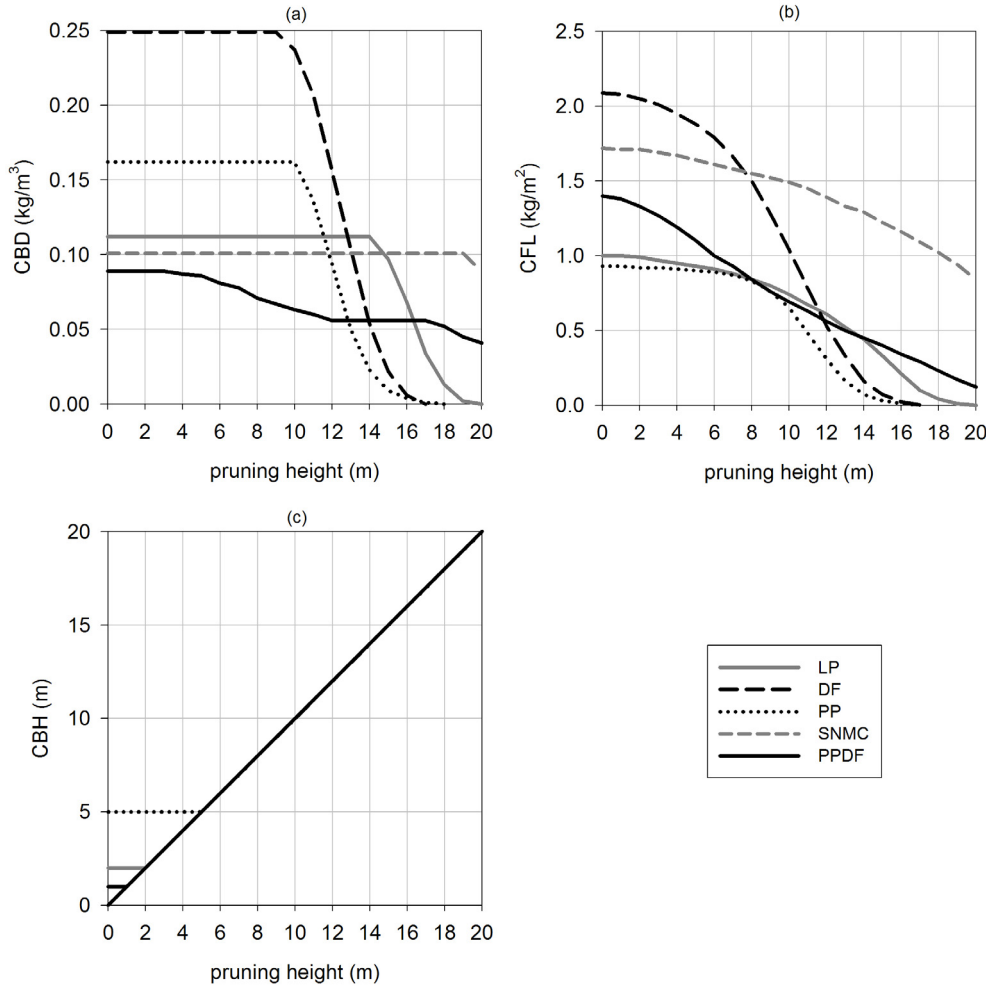 (a)
0.25
0.20
0.15
0.10
0.05
0.00
CBD (kg/m³)
0 2 4 6 8 10 12 14 16 18 20
pruning height (m)
(b)
2.5
2.0
1.5
1.0
0.5
0.0
CFL (kg/m²)
0 2 4 6 8 10 12 14 16 18 20
pruning height (m)
(c)
20
15
10
5
0
CBH (m)
0 2 4 6 8 10 12 14 16 18 20
pruning height (m)
LP
DF
PP
SNMC
PPDF